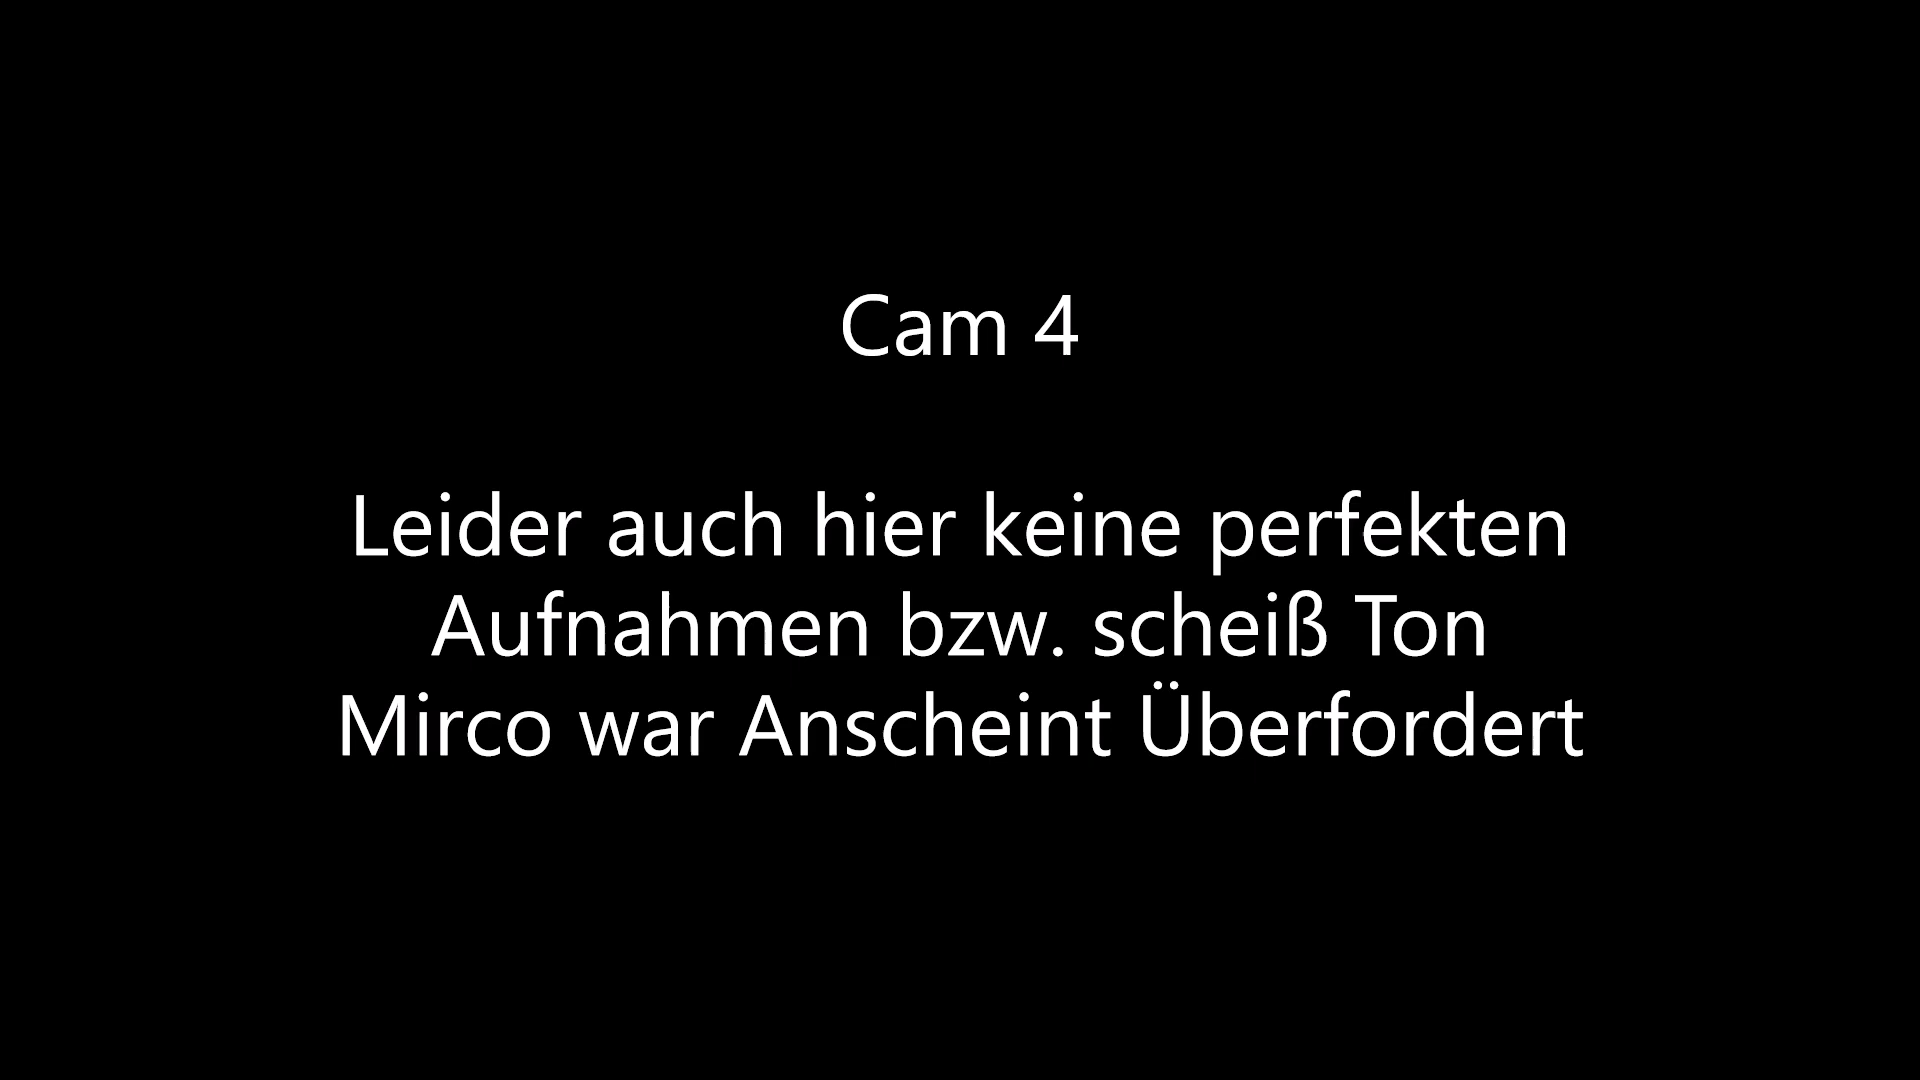 Cam 4
Leider auch hier keine perfekten
Aufnahmen bzw. scheiß Ton
Mirco war Anscheint Überfordert